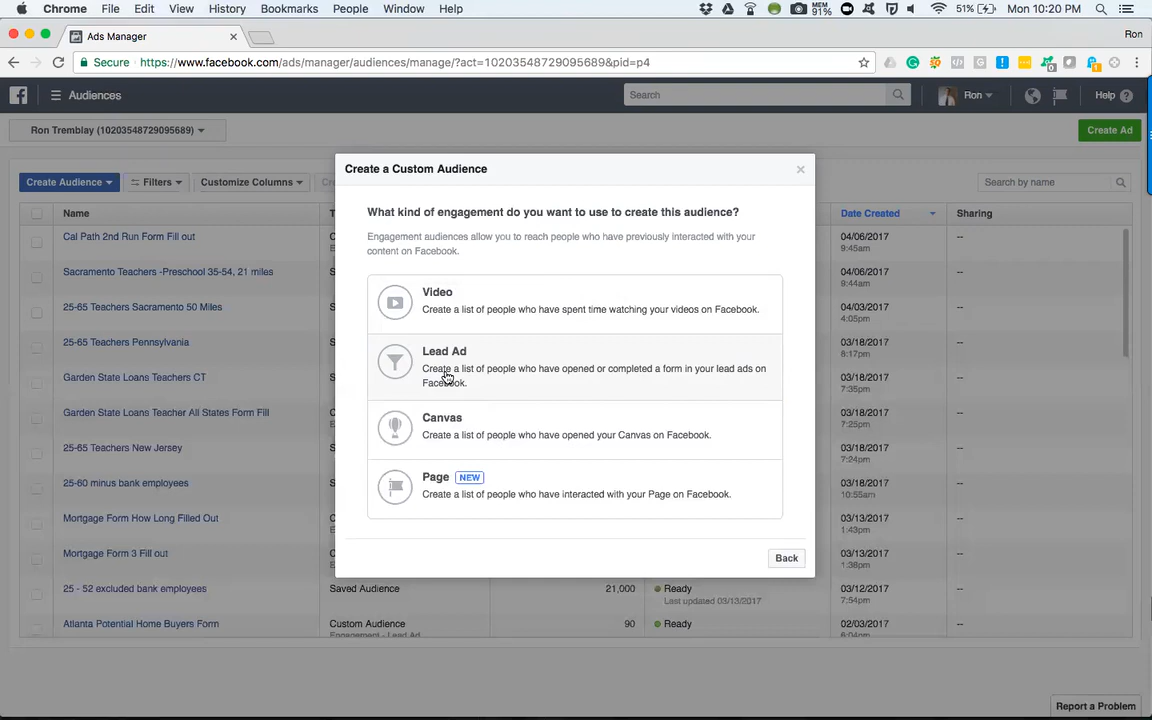 Chrome File Edit View History Bookmarks People Window Help MEM 91% 51% Mon 10:20 PM
Ads Manager Ron
Secure https://www.facebook.com/ads/manager/audiences/manage/?act=10203548729095689&pid=p4
Audiences Search Ron Help
Ron Tremblay (10203548729095689) Create Ad
Create a Custom Audience
Create Audience Filters Customize Columns Search by name
What kind of engagement do you want to use to create this audience?
Name Date Created Sharing
Engagement audiences allow you to reach people who have previously interacted with your
content on Facebook.
Cal Path 2nd Run Form Fill out 04/06/2017 --
9:45am
Sacramento Teachers -Preschool 35-54, 21 miles 04/06/2017 --
9:44am
Video
Create a list of people who have spent time watching your videos on Facebook.
25-65 Teachers Sacramento 50 Miles 04/03/2017 --
4:05pm
25-65 Teachers Pennsylvania 03/18/2017 --
8:17pm
Lead Ad
Create a list of people who have opened or completed a form in your lead ads on
Facebook.
Garden State Loans Teachers CT 03/18/2017 --
7:35pm
Garden State Loans Teacher All States Form Fill 03/18/2017 --
7:25pm
Canvas
Create a list of people who have opened your Canvas on Facebook.
25-65 Teachers New Jersey 03/18/2017 --
7:24pm
25-60 minus bank employees 03/18/2017 --
10:55am
Page NEW
Create a list of people who have interacted with your Page on Facebook.
Mortgage Form How Long Filled Out 03/13/2017 --
1:43pm
Mortgage Form 3 Fill out 03/13/2017 --
1:38pm
Back
25 - 52 excluded bank employees Saved Audience 21,000 Ready 03/12/2017 --
Last updated 03/13/2017 7:54pm
Atlanta Potential Home Buyers Form Custom Audience 90 Ready 02/03/2017 --
Engagement - Lead Ad 6:04pm
Report a Problem